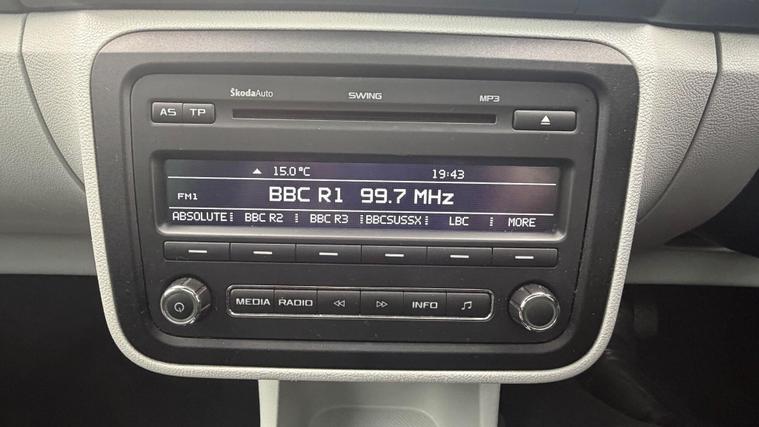 ŠkodaAuto SWING MP3
AS TP
15.0°C 19:43
FM1 BBC R1 99.7 MHz
ABSOLUTE BBC R2 BBC R3 BBCSUSSX LBC MORE
MEDIA RADIO INFO